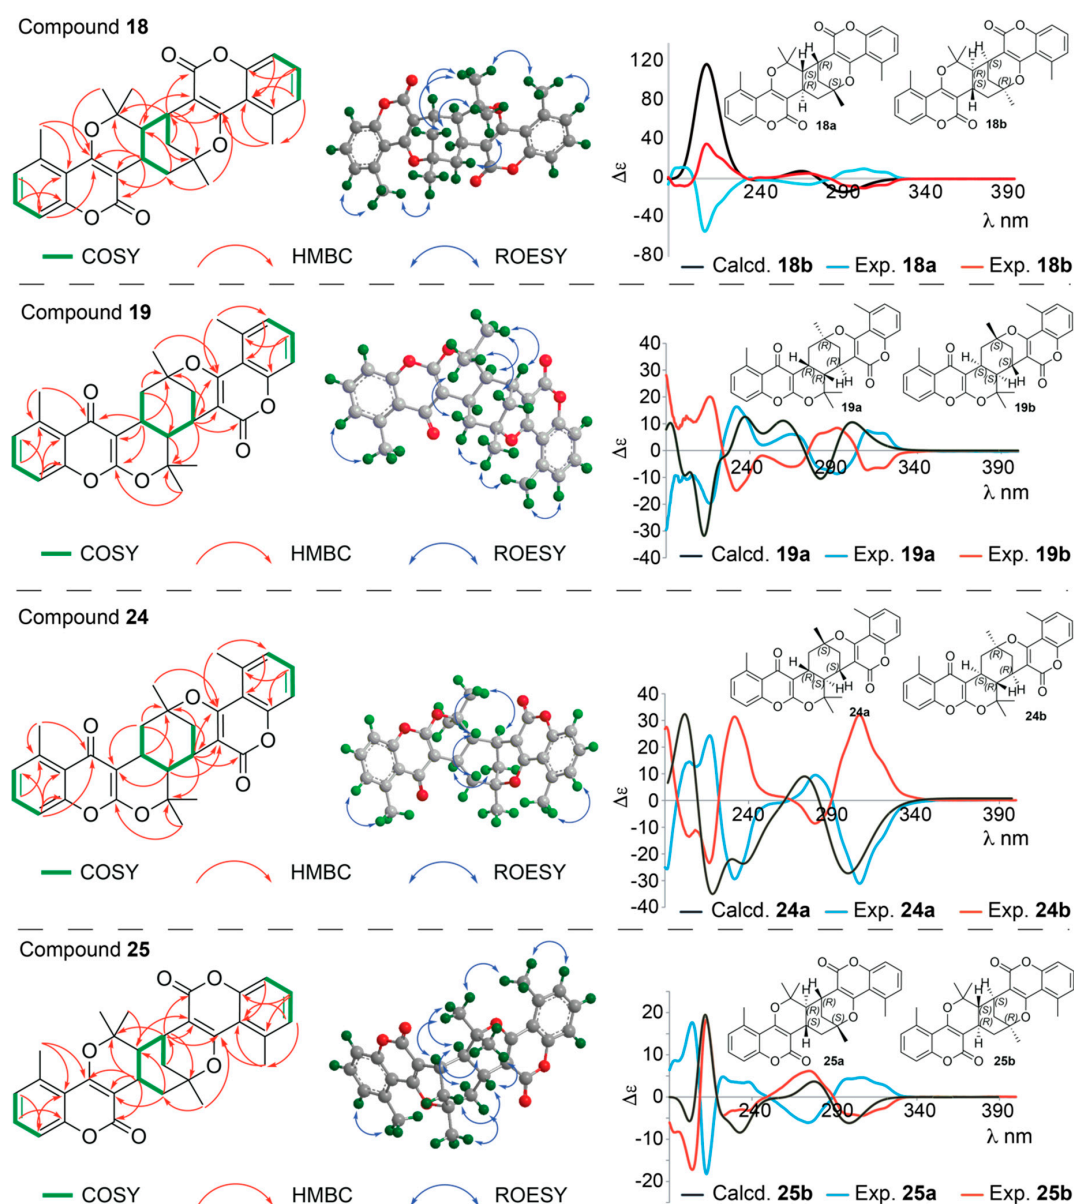 Compound 18
O O
O
O
O
O
COSY HMBC ROESY
Δε
120
80
40
0
-40
-80
240 290 340 390
λ nm
18a
18b
Calcd. 18b Exp. 18a Exp. 18b
Compound 19
O
O
O
O
O
O
COSY HMBC ROESY
Δε
40
30
20
10
0
-10
-20
-30
-40
240 290 340 390
λ nm
19a
19b
Calcd. 19a Exp. 19a Exp. 19b
Compound 24
O
O
O
O
O
O
COSY HMBC ROESY
Δε
40
30
20
10
0
-10
-20
-30
-40
240 290 340 390
λ nm
24a
24b
Calcd. 24a Exp. 24a Exp. 24b
Compound 25
O O
O
O
O
O
COSY HMBC ROESY
Δε
20
10
0
-10
-20
240 290 340 390
λ nm
25a
25b
Calcd. 25b Exp. 25a Exp. 25b